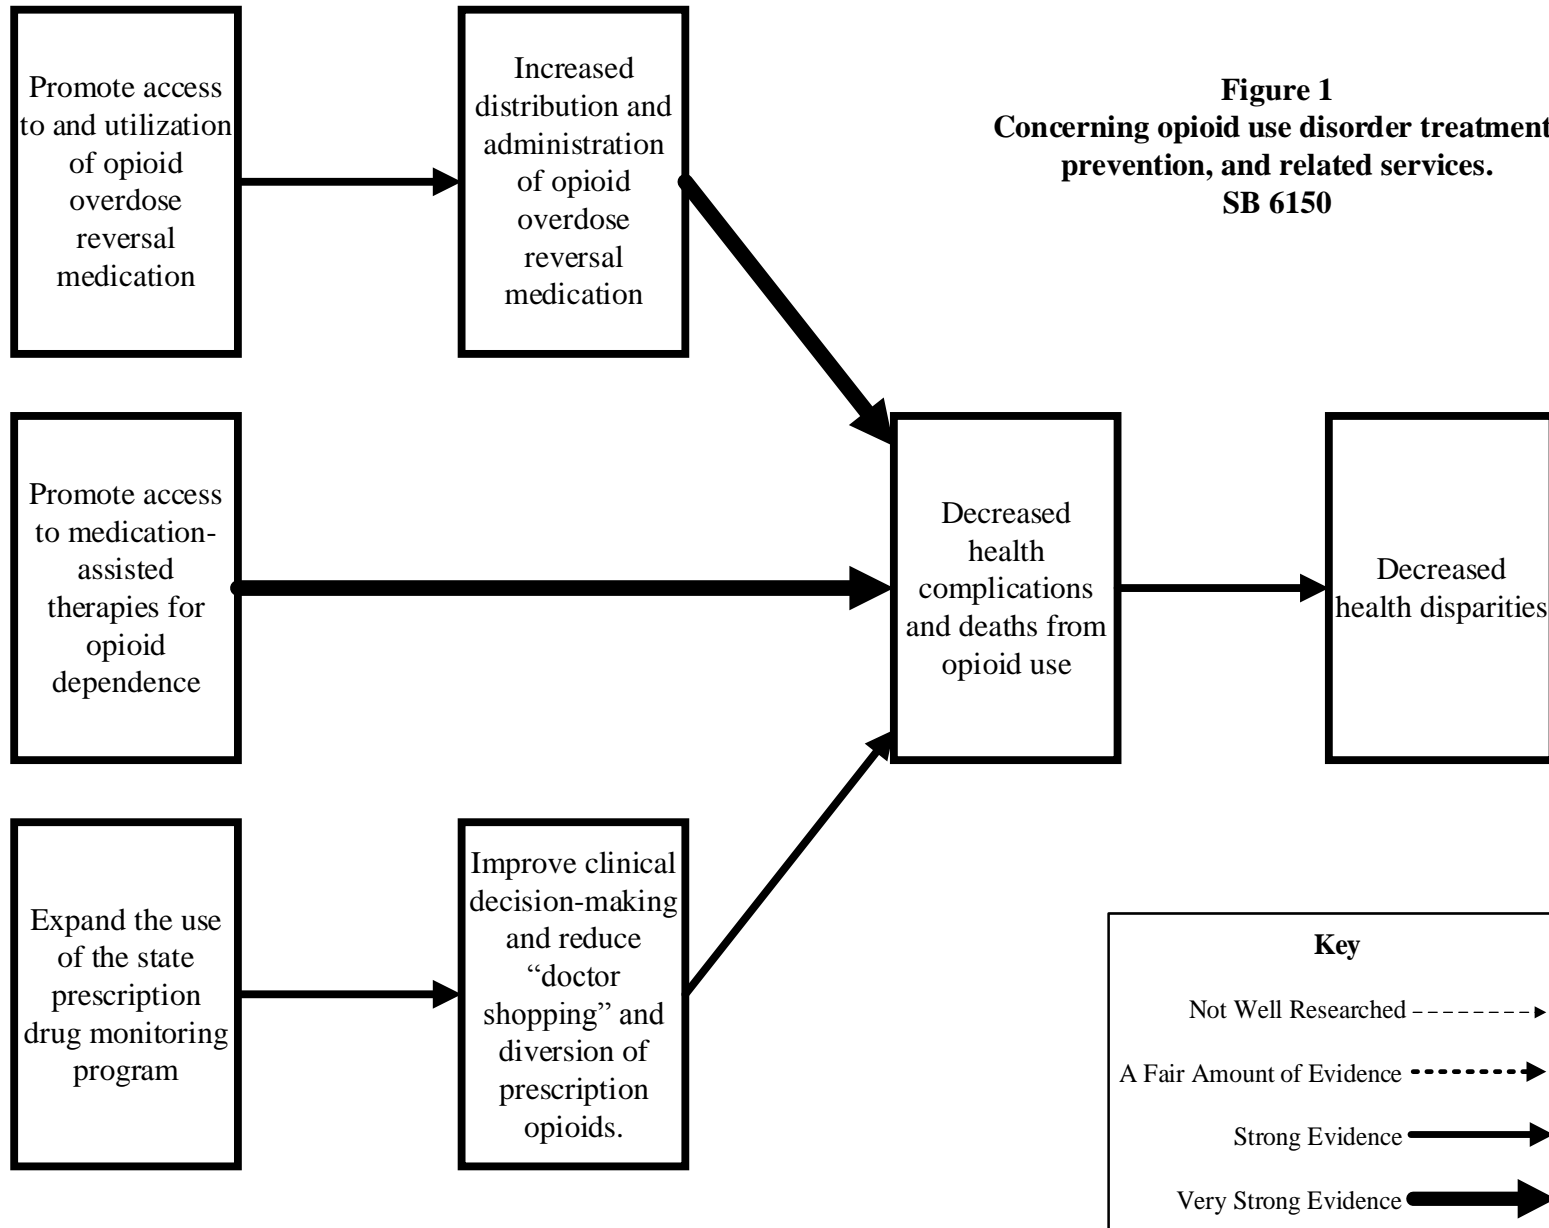 Promote access
to and utilization
of opioid
overdose
reversal
medication
Increased
distribution and
administration
of opioid
overdose
reversal
medication
Figure 1
Concerning opioid use disorder treatment
prevention, and related services.
SB 6150
Promote access
to medication-
assisted
therapies for
opioid
dependence
Decreased
health
complications
and deaths from
opioid use
Decreased
health disparities
Expand the use
of the state
prescription
drug monitoring
program
Improve clinical
decision-making
and reduce
“doctor
shopping” and
diversion of
prescription
opioids.
Key
Not Well Researched
A Fair Amount of Evidence
Strong Evidence
Very Strong Evidence